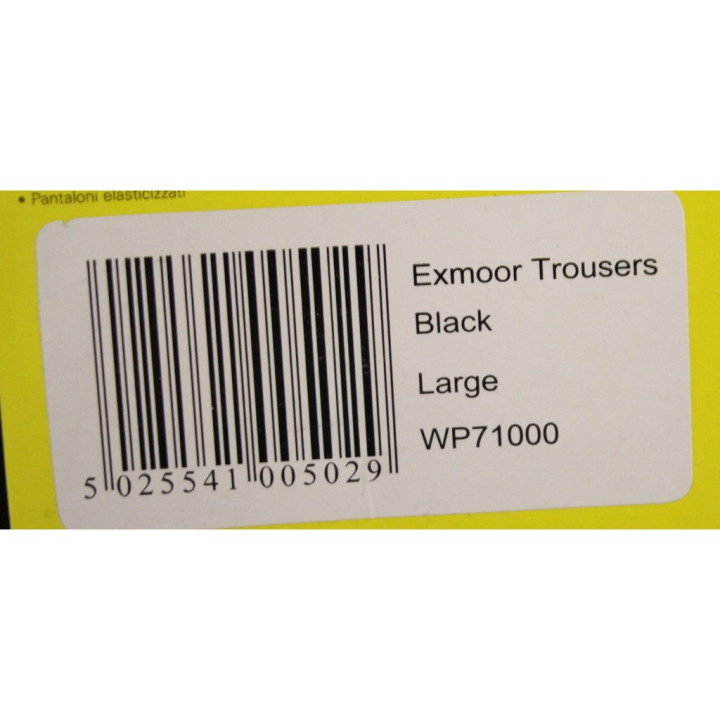 • Pantaloni elasticizzati
Exmoor Trousers
Black
Large
WP71000
5 025541 005029